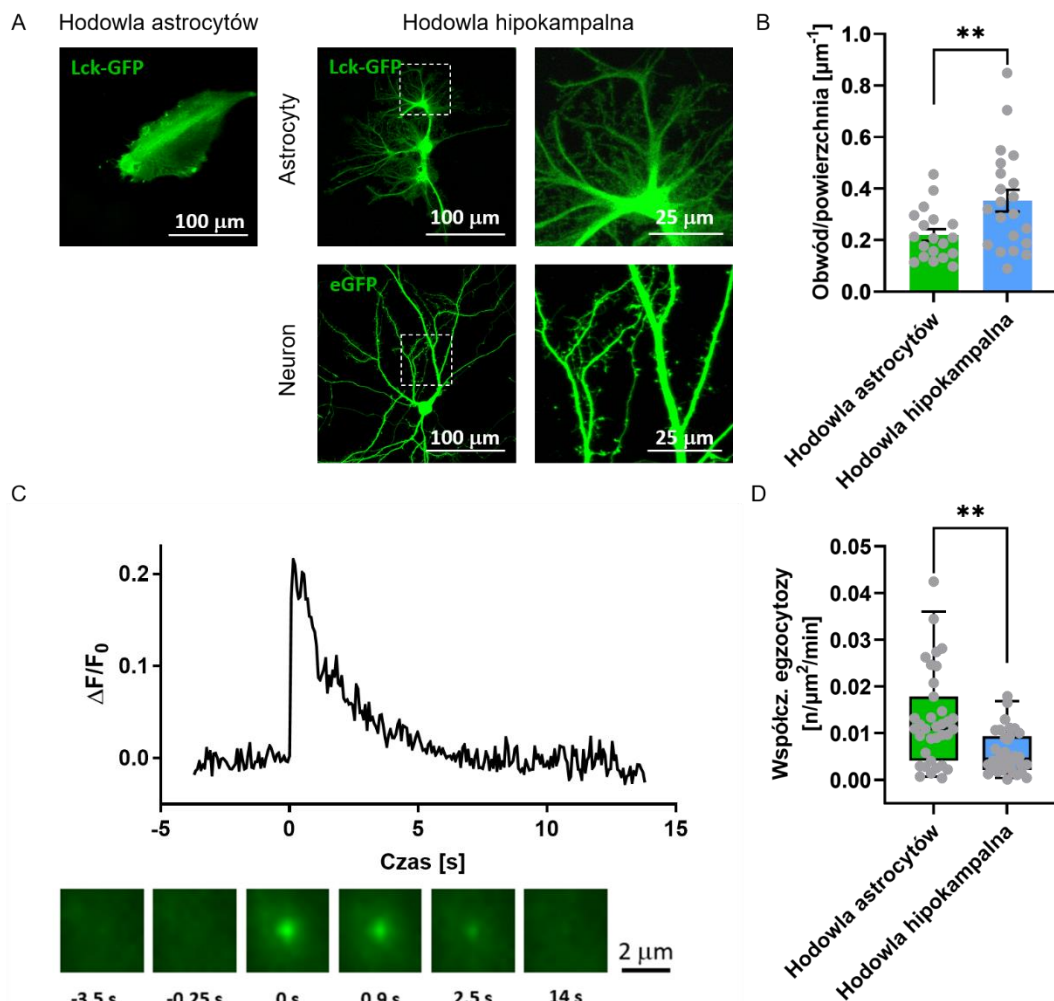 A
Hodowla astrocytów
Hodowla hipokampalna
Lck-GFP
100 μm
Astrocyty
Lck-GFP
100 μm
25 μm
Neuron
eGFP
100 μm
25 μm
B
**
Obwód/powierzchnia [μm⁻¹]
1.0
0.8
0.6
0.4
0.2
0.0
Hodowla astrocytów
Hodowla hipokampalna
C
ΔF/F₀
0.2
0.1
0.0
-5
0
5
10
15
Czas [s]
-3.5 s
-0.25 s
0 s
0.9 s
2.5 s
14 s
2 μm
D
**
Współcz. egzocytozy
[n/μm²/min]
0.05
0.04
0.03
0.02
0.01
0.00
Hodowla astrocytów
Hodowla hipokampalna